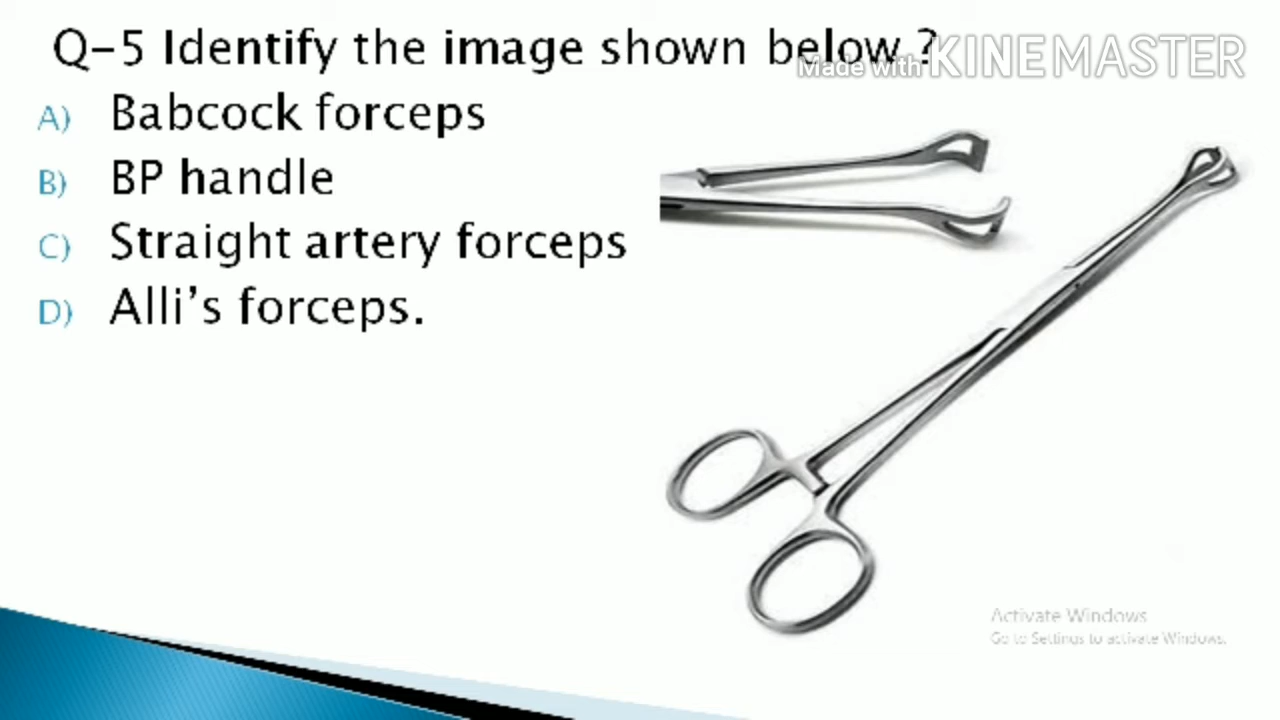 Q-5 Identify the image shown below ?
Made with KINEMASTER
A) Babcock forceps
B) BP handle
C) Straight artery forceps
D) Alli's forceps.
Activate Windows
Go to Settings to activate Windows.